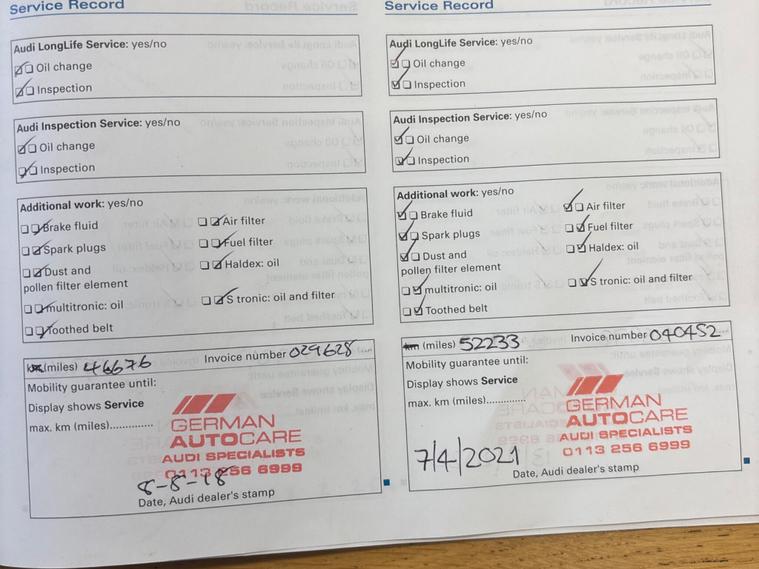 Service Record
Audi LongLife Service: yes/no
Oil change
Inspection
Audi Inspection Service: yes/no
Oil change
Inspection
Additional work: yes/no
Brake fluid
Air filter
Spark plugs
Fuel filter
Dust and
pollen filter element
Haldex: oil
multitronic: oil
S tronic: oil and filter
Toothed belt
km (miles) 46676 Invoice number 029628
Mobility guarantee until:
Display shows Service
max. km (miles).............
GERMAN
AUTOCARE
AUDI SPECIALISTS
0113 256 6999
8-8-18
Date, Audi dealer's stamp
Service Record
Audi LongLife Service: yes/no
Oil change
Inspection
Audi Inspection Service: yes/no
Oil change
Inspection
Additional work: yes/no
Brake fluid
Air filter
Spark plugs
Fuel filter
Dust and
pollen filter element
Haldex: oil
multitronic: oil
S tronic: oil and filter
Toothed belt
km (miles) 52233 Invoice number 040452
Mobility guarantee until:
Display shows Service
max. km (miles).............
GERMAN
AUTOCARE
AUDI SPECIALISTS
0113 256 6999
7/4/2021
Date, Audi dealer's stamp